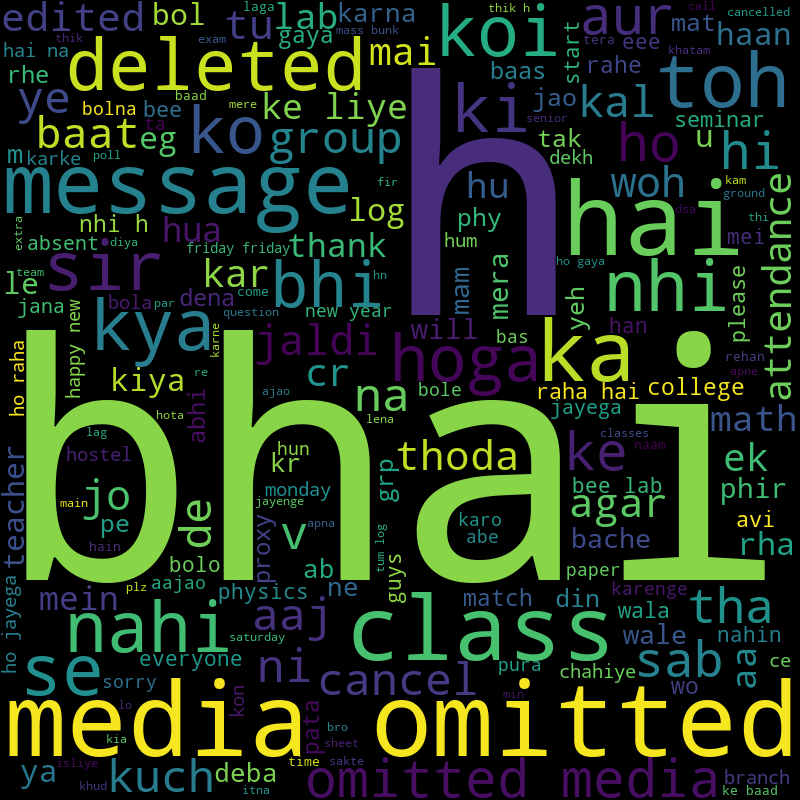 edited
bol
tu
lab
karna
koi
aur
thik h
call
cancelled
laga
mass bunk
tera
khatam
hai na
thik
exam
gaya
deleted
mai
start
mat
haan
eee
rahe
rhe
baad
mere
baas
toh
ye
bolna
bee
ke liye
ki
jao
kal
seminar
senior
baat
eg
ta
ko
group
h
tak
ho
u
hi
m
karke
poll
dekh
message
fir
hu
woh
kam
ground
nhi h
hua
log
phy
hai
dsa
thi
extra
absent
diya
friday friday
thank
hum
mei
attendance
sir
kar
bhi
hn
mam
mera
ho gaya
nhi
please
le
team
jana
bola
par
dena
come
new year
yeh
question
will
bas
han
happy new
kya
karne
jaldi
hoga
ka
rehan
apne
ho raha
kiya
re
cr
na
bole
raha hai
college
abhi
ajao
jayega
bhai
hota
lena
math
lag
hun
thoda
classes
naam
ke
ek
hostel
kr
grp
bee lab
phir
jo
main
de
jayenge
monday
v
agar
avi
teacher
pe
proxy
apna
karo
abe
bache
rha
hain
bolo
ab
tum log
guys
paper
aajao
plz
mein
physics
ne
match
din
karenge
wala
tha
ho jayega
nahi
aaj
class
wale
nahin
saturday
se
everyone
ni
cancel
pura
sab
aa
ce
sorry
chahiye
wo
lo
kon
min
media omitted
bro
kia
pata
time
sheet
ya
isliye
kuch
deba
omitted media
sakte
branch
khud
itna
ke baad